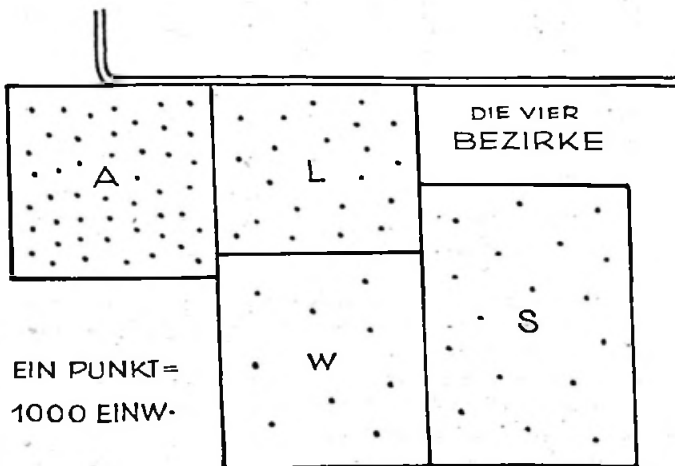 DIE VIER
BEZIRKE
A
L
S
W
EIN PUNKT=
1000 EINW.